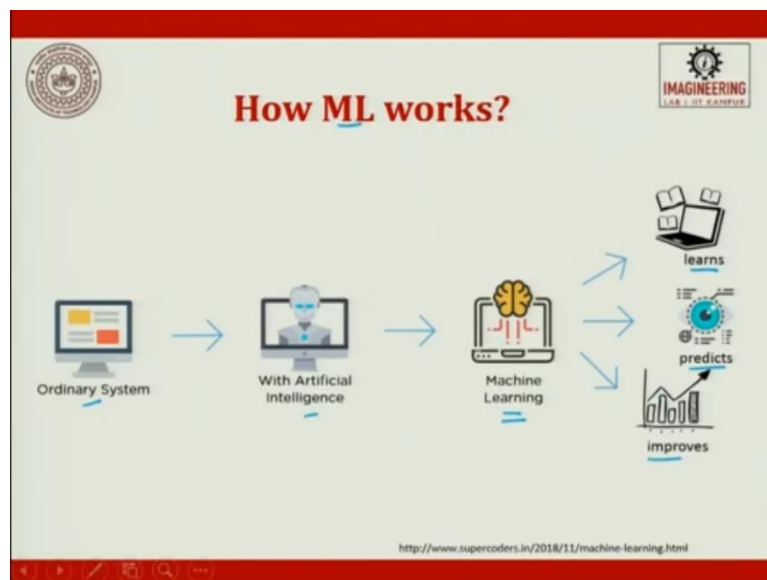 IMAGINEERING
LAB | IIT KANPUR
How ML works?
learns
predicts
Ordinary System
With Artificial
Intelligence
Machine
Learning
improves
http://www.supercoders.in/2018/11/machine-learning.html